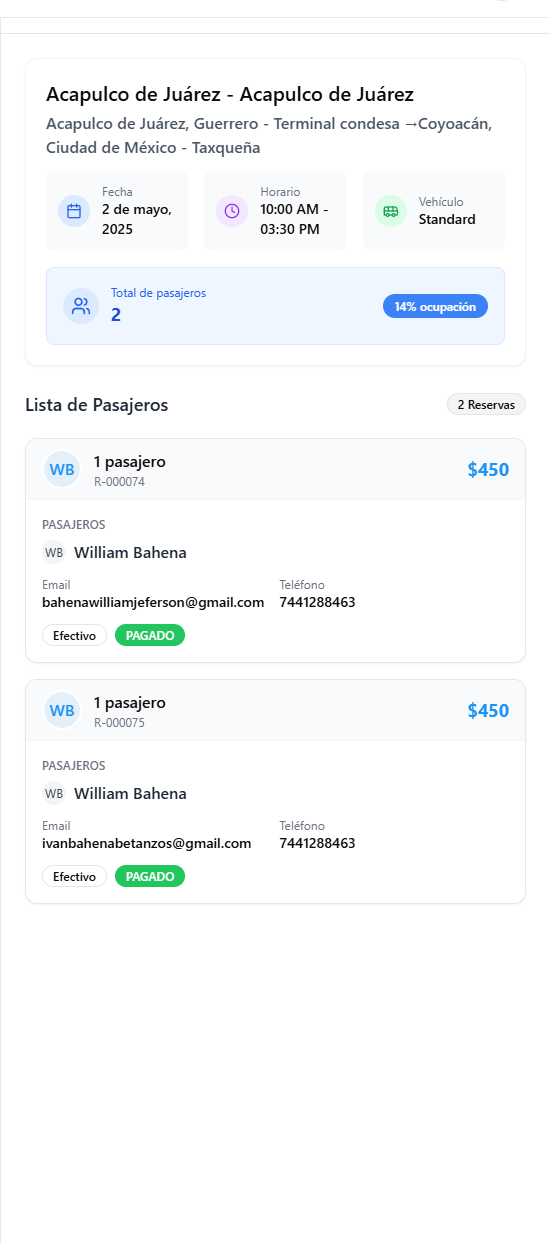 Acapulco de Juárez - Acapulco de Juárez
Acapulco de Juárez, Guerrero - Terminal condesa →Coyoacán,
Ciudad de México - Taxqueña
Fecha
2 de mayo,
2025
Horario
10:00 AM -
03:30 PM
Vehículo
Standard
Total de pasajeros
2
14% ocupación
Lista de Pasajeros
2 Reservas
WB
1 pasajero
R-000074
$450
PASAJEROS
WB William Bahena
Email
bahenawilliamjeferson@gmail.com
Teléfono
7441288463
Efectivo
PAGADO
WB
1 pasajero
R-000075
$450
PASAJEROS
WB William Bahena
Email
ivanbahenabetanzos@gmail.com
Teléfono
7441288463
Efectivo
PAGADO